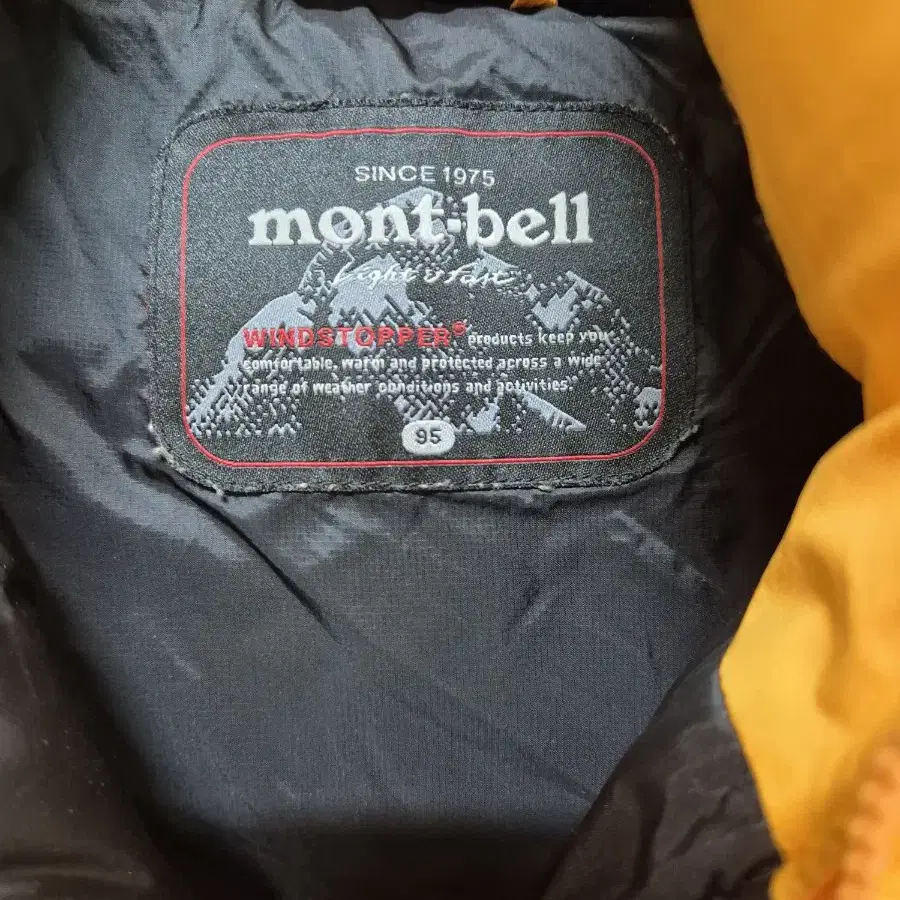 SINCE 1975
mont-bell
Light & Fast
WINDSTOPPER® products keep you
comfortable, warm and protected across a wide
range of weather conditions and activities.
95